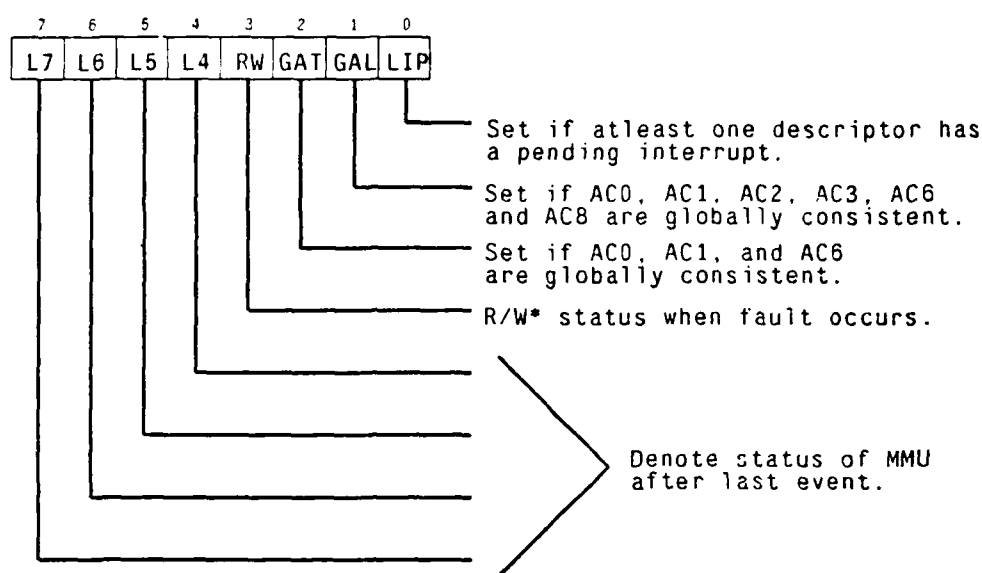 7 6 5 4 3 2 1 0
L7 L6 L5 L4 RW GAT GAL LIP
Set if atleast one descriptor has
a pending interrupt.
Set if AC0, AC1, AC2, AC3, AC6
and AC8 are globally consistent.
Set if AC0, AC1, and AC6
are globally consistent.
R/W* status when fault occurs.
Denote status of MMU
after last event.